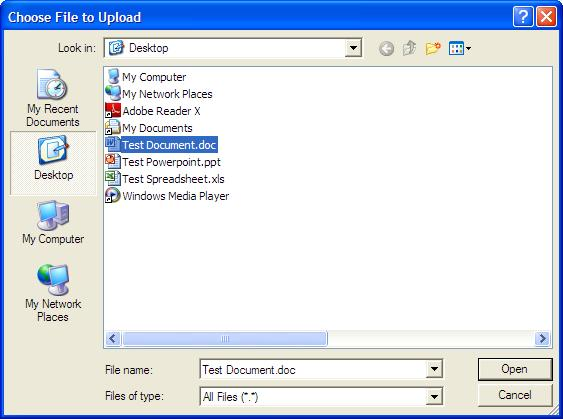 Choose File to Upload
Look in: Desktop
My Recent
Documents
Desktop
My Computer
My Network
Places
My Computer
My Network Places
Adobe Reader X
My Documents
Test Document.doc
Test Powerpoint.ppt
Test Spreadsheet.xls
Windows Media Player
File name: Test Document.doc Open
Files of type: All Files (*.*) Cancel